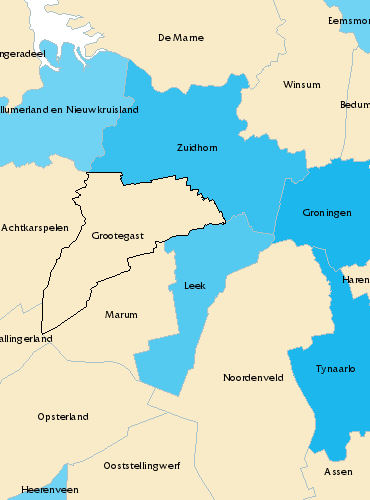 Eemsmon
De Marne
ngeradeel
Winsum
Bedum
llumerland en Nieuwkruisland
Zuidhorn
Groningen
Achtkarspelen
Grootegast
Haren
Leek
Marum
allingerland
Tynaarlo
Noordenveld
Opsterland
Ooststellingwerf
Assen
Heerenveen